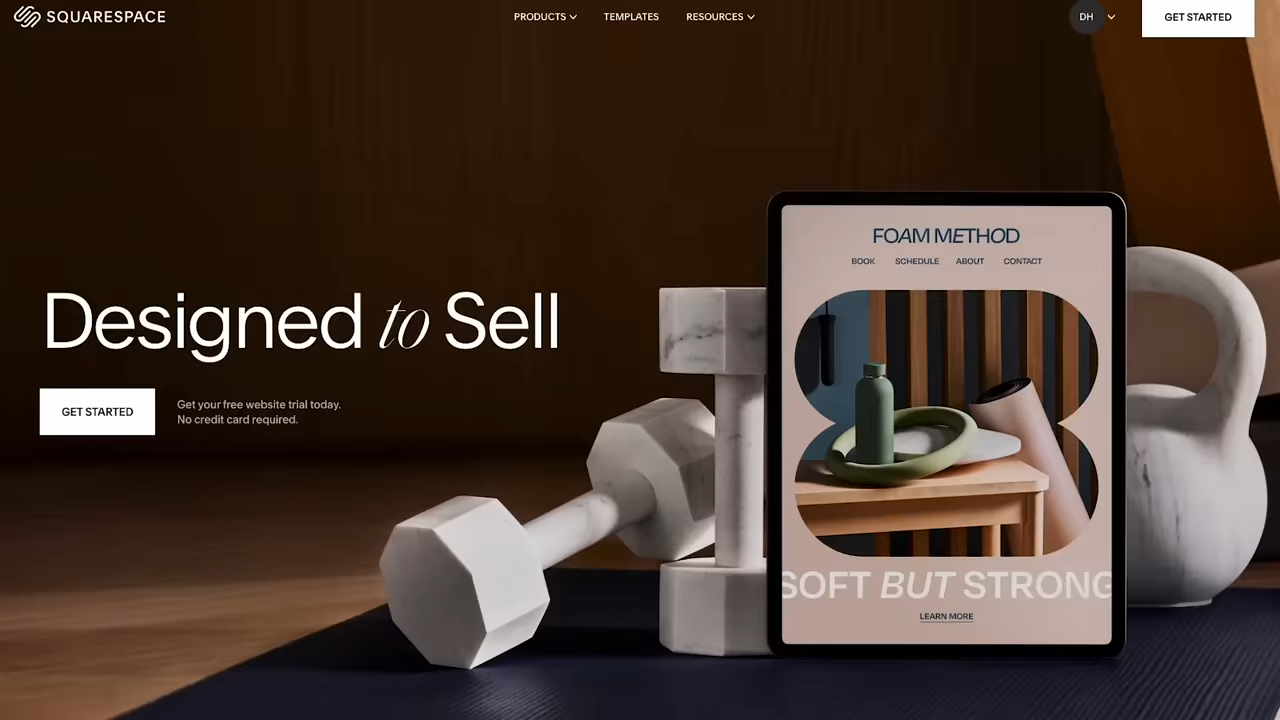 SQUARESPACE
PRODUCTS
TEMPLATES
RESOURCES
DH
GET STARTED
Designed to Sell
GET STARTED
Get your free website trial today.
No credit card required.
FOAM METHOD
BOOK
SCHEDULE
ABOUT
CONTACT
SOFT BUT STRONG
LEARN MORE